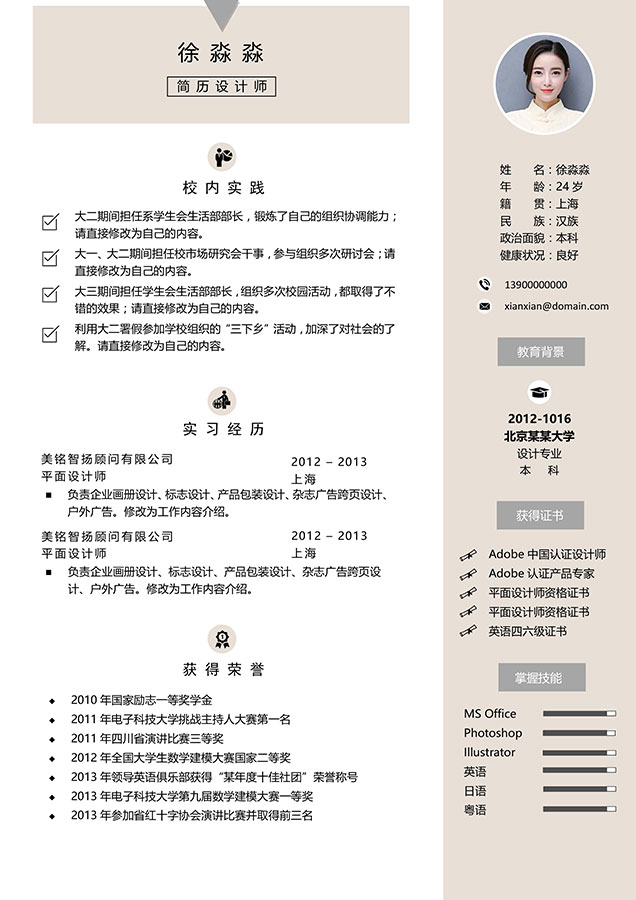 徐淼淼
简历设计师
校内实践
大二期间担任系学生会生活部部长，锻炼了自己的组织协调能力；
请直接修改为自己的内容。
大一、大二期间担任校市场研究会干事，参与组织多次研讨会；请
直接修改为自己的内容。
大三期间担任学生会生活部部长，组织多次校园活动，都取得了不
错的效果；请直接修改为自己的内容。
利用大二署假参加学校组织的“三下乡”活动，加深了对社会的了
解。请直接修改为自己的内容。
实习经历
美铭智扬顾问有限公司 2012 – 2013
平面设计师 上海
■ 负责企业画册设计、标志设计、产品包装设计、杂志广告跨页设计、
户外广告。修改为工作内容介绍。
美铭智扬顾问有限公司 2012 – 2013
平面设计师 上海
■ 负责企业画册设计、标志设计、产品包装设计、杂志广告跨页设
计、户外广告。修改为工作内容介绍。
获得荣誉
◆ 2010 年国家励志一等奖学金
◆ 2011 年电子科技大学挑战主持人大赛第一名
◆ 2011 年四川省演讲比赛三等奖
◆ 2012 年全国大学生数学建模大赛国家二等奖
◆ 2013 年领导英语俱乐部获得“某年度十佳社团”荣誉称号
◆ 2013 年电子科技大学第九届数学建模大赛一等奖
◆ 2013 年参加省红十字协会演讲比赛并取得前三名
姓 名：徐淼淼
年 龄：24 岁
籍 贯：上海
民 族：汉族
政治面貌：本科
健康状况：良好
13900000000
xianxian@domain.com
教育背景
2012-1016
北京某某大学
设计专业
本 科
获得证书
Adobe 中国认证设计师
Adobe 认证产品专家
平面设计师资格证书
平面设计师资格证书
英语四六级证书
掌握技能
MS Office
Photoshop
Illustrator
英语
日语
粤语